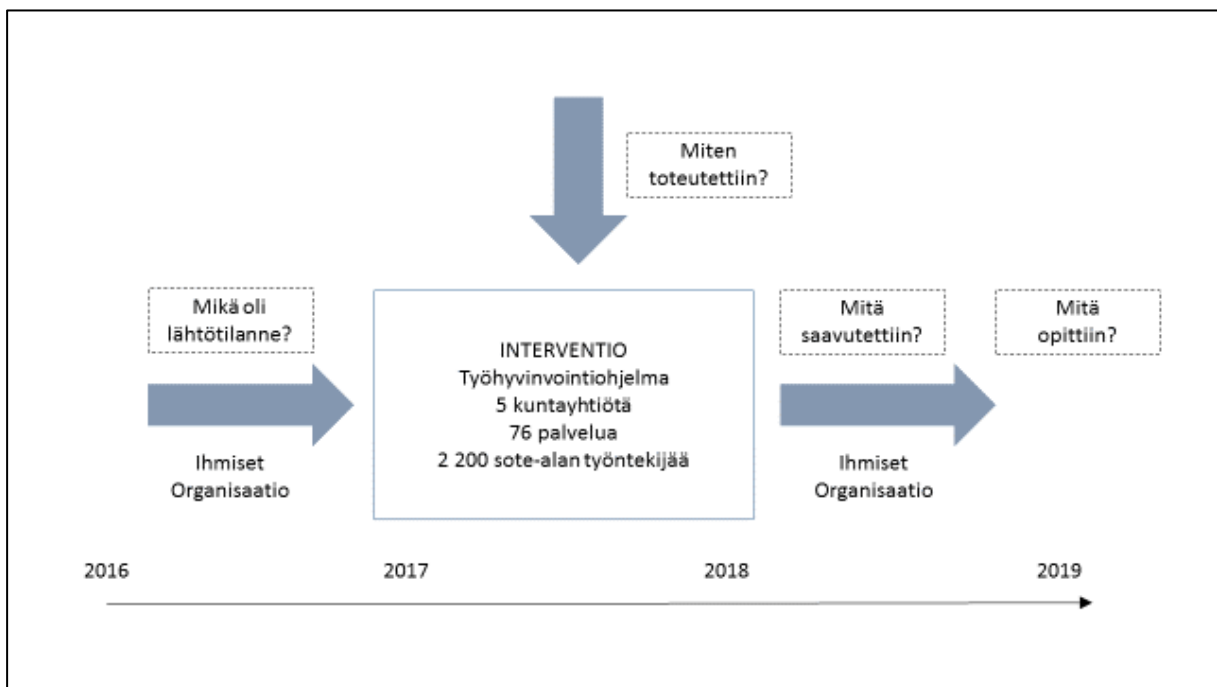 Miten
toteutettiin?
Mikä oli
lähtötilanne?
INTERVENTIO
Työhyvinvointiohjelma
5 kuntayhtiötä
76 palvelua
2 200 sote-alan työntekijää
Mitä
saavutettiin?
Mitä
opittiin?
Ihmiset
Organisaatio
Ihmiset
Organisaatio
2016 2017 2018 2019